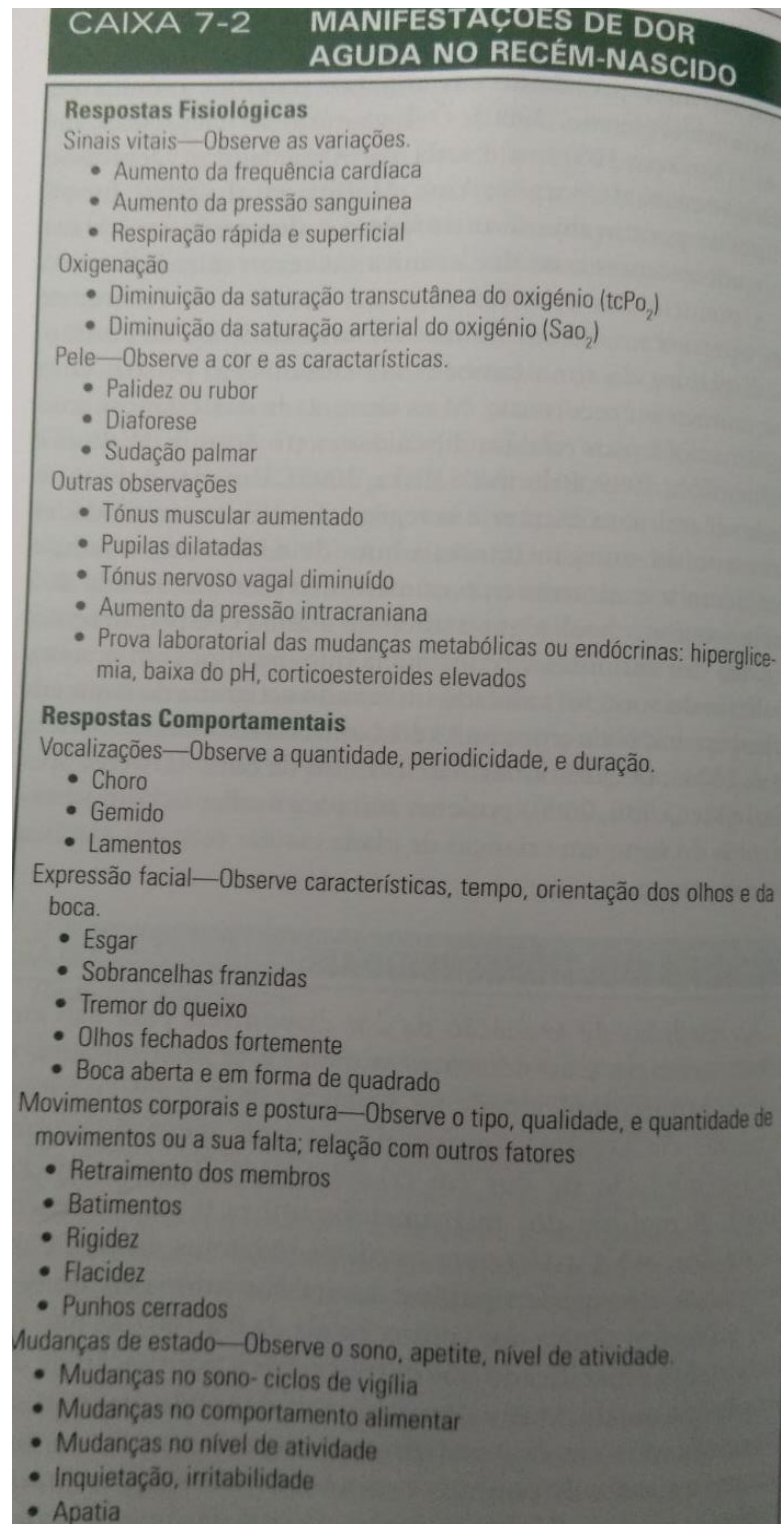 CAIXA 7-2 MANIFESTAÇÕES DE DOR
AGUDA NO RECÉM-NASCIDO
Respostas Fisiológicas
Sinais vitais—Observe as variações.
• Aumento da frequência cardíaca
• Aumento da pressão sanguinea
• Respiração rápida e superficial
Oxigenação
• Diminuição da saturação transcutânea do oxigénio (tcPo₂)
• Diminuição da saturação arterial do oxigénio (Sao₂)
Pele—Observe a cor e as caractarísticas.
• Palidez ou rubor
• Diaforese
• Sudação palmar
Outras observações
• Tónus muscular aumentado
• Pupilas dilatadas
• Tónus nervoso vagal diminuído
• Aumento da pressão intracraniana
• Prova laboratorial das mudanças metabólicas ou endócrinas: hiperglice-
mia, baixa do pH, corticoesteroides elevados
Respostas Comportamentais
Vocalizações—Observe a quantidade, periodicidade, e duração.
• Choro
• Gemido
• Lamentos
Expressão facial—Observe características, tempo, orientação dos olhos e da
boca.
• Esgar
• Sobrancelhas franzidas
• Tremor do queixo
• Olhos fechados fortemente
• Boca aberta e em forma de quadrado
Movimentos corporais e postura—Observe o tipo, qualidade, e quantidade de
movimentos ou a sua falta; relação com outros fatores
• Retraimento dos membros
• Batimentos
• Rigidez
• Flacidez
• Punhos cerrados
Mudanças de estado—Observe o sono, apetite, nível de atividade.
• Mudanças no sono- ciclos de vigília
• Mudanças no comportamento alimentar
• Mudanças no nível de atividade
• Inquietação, irritabilidade
• Apatia